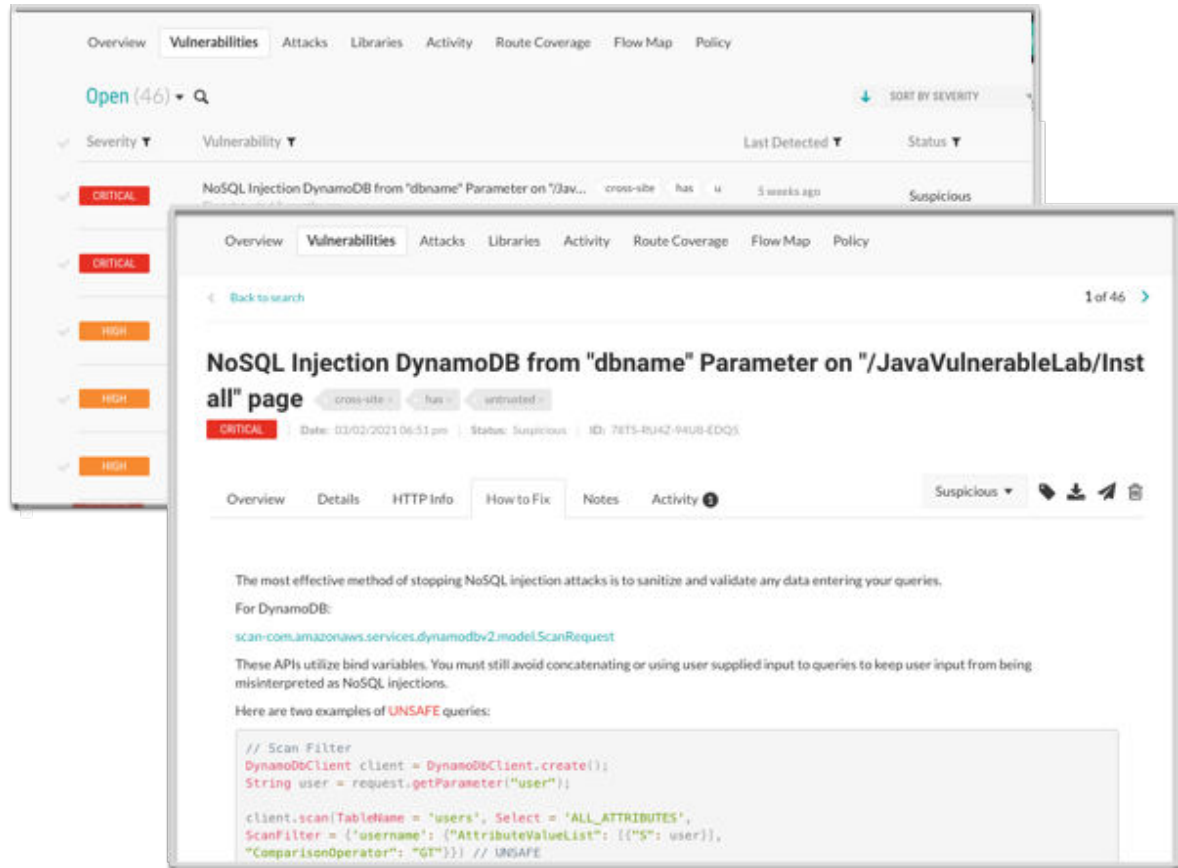 Overview Vulnerabilities Attacks Libraries Activity Route Coverage Flow Map Policy
Open (46)
SORT BY SEVERITY
Severity Vulnerability Last Detected Status
CRITICAL NoSQL Injection DynamoDB from "dbname" Parameter on "/Jav... cross-site has u 5 weeks ago Suspicious
CRITICAL
HIGH
HIGH
HIGH
Overview Vulnerabilities Attacks Libraries Activity Route Coverage Flow Map Policy
Back to search 1 of 46
NoSQL Injection DynamoDB from "dbname" Parameter on "/JavaVulnerableLab/Inst
all" page cross-site has untrusted
CRITICAL Date: 03/02/2021 06:51 pm Status: Suspicious ID:
Overview Details HTTP Info How to Fix Notes Activity Suspicious
The most effective method of stopping NoSQL injection attacks is to sanitize and validate any data entering your queries.
For DynamoDB:
scan-com.amazonaws.services.dynamodbv2.model.ScanRequest
These APIs utilize bind variables. You must still avoid concatenating or using user supplied input to queries to keep user input from being
misinterpreted as NoSQL injections.
Here are two examples of UNSAFE queries:
// Scan Filter
DynamoDbClient client = DynamoDbClient.create();
String user = request.getParameter("user");
client.scan(TableName = 'users', Select = 'ALL_ATTRIBUTES',
ScanFilter = {'username': {"AttributeValueList": [{"S": user}],
"ComparisonOperator": "GT"}}) // UNSAFE